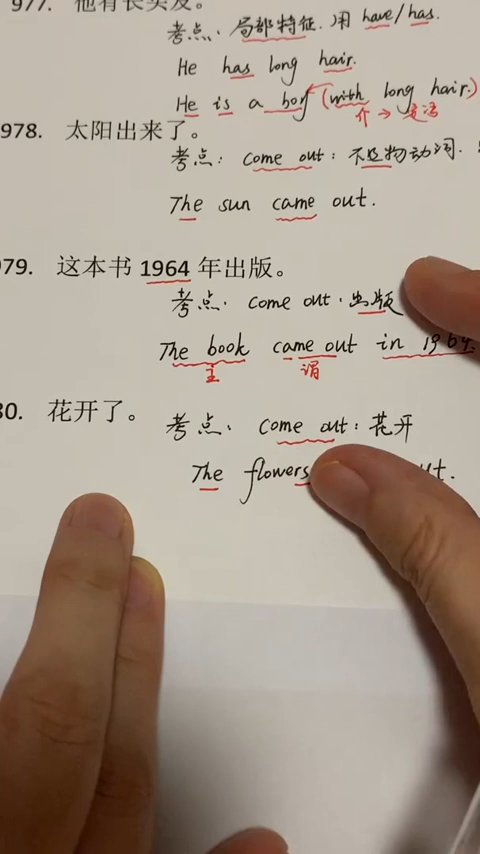 977. 他有长头发。
考点：局部特征. 用 have/has.
He has long hair.
He is a boy (with long hair.)
介→定语
978. 太阳出来了。
考点：come out：不及物动词.
The sun came out.
979. 这本书 1964 年出版。
考点：come out：出版
The book came out in 1964.
主 谓
80. 花开了。
考点：come out：花开
The flowers